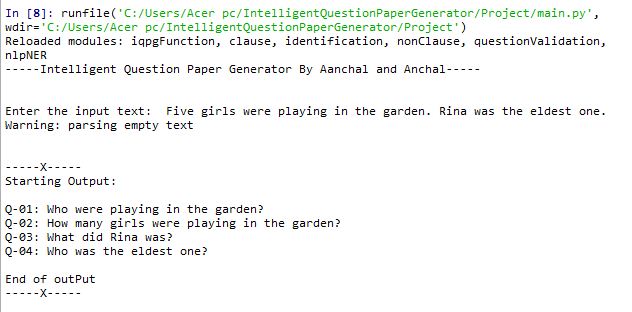 In [8]: runfile('C:/Users/Acer pc/IntelligentQuestionPaperGenerator/Project/main.py',
wdir='C:/Users/Acer pc/IntelligentQuestionPaperGenerator/Project')
Reloaded modules: iqpgFunction, clause, identification, nonClause, questionValidation,
nlpNER
-----Intelligent Question Paper Generator By Aanchal and Anchal-----
Enter the input text:  Five girls were playing in the garden. Rina was the eldest one.
Warning: parsing empty text
-----X-----
Starting Output:
Q-01: Who were playing in the garden?
Q-02: How many girls were playing in the garden?
Q-03: What did Rina was?
Q-04: Who was the eldest one?
End of outPut
-----X-----